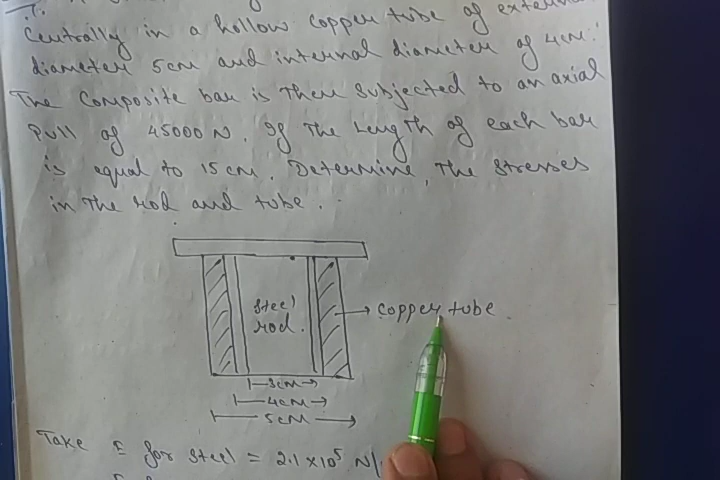 Centrally in a hollow copper tube of external
diameter 5cm and internal diameter of 4cm.
The Composite bar is then subjected to an axial
Pull of 45000 N. If the Length of each bar
is equal to 15 cm. Determine, The stresses
in the rod and tube.
steel
rod.
copper tube
3cm
4cm
5cm
Take E for steel = 2.1 × 10⁵ N/